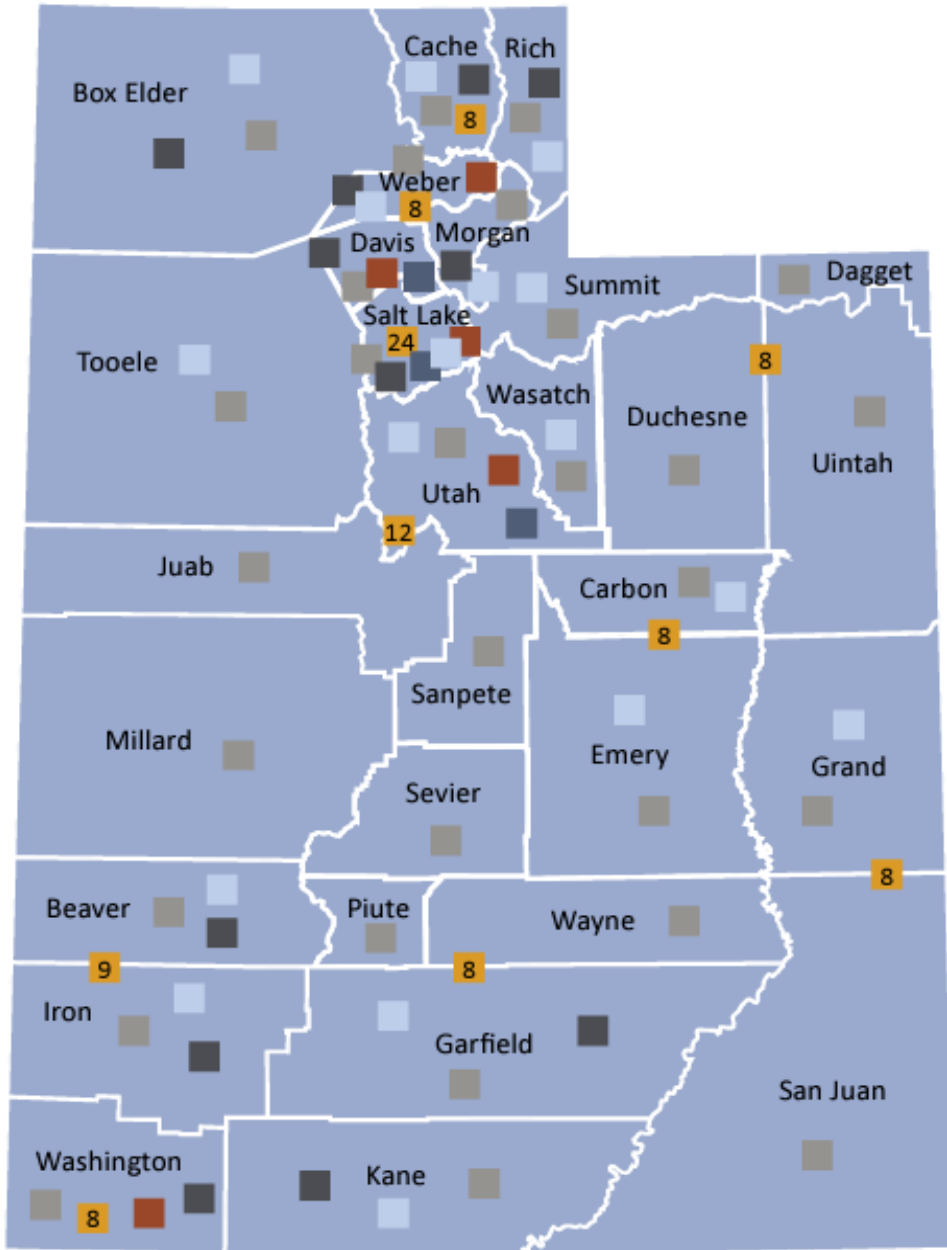 Cache
Rich
Box Elder
8
Weber
8
Morgan
Davis
Dagget
Summit
Salt Lake
24
8
Tooele
Wasatch
Duchesne
Uintah
Utah
12
Juab
Carbon
8
Sanpete
Millard
Emery
Grand
Sevier
8
Beaver
Piute
Wayne
9
8
Iron
Garfield
San Juan
Washington
Kane
8